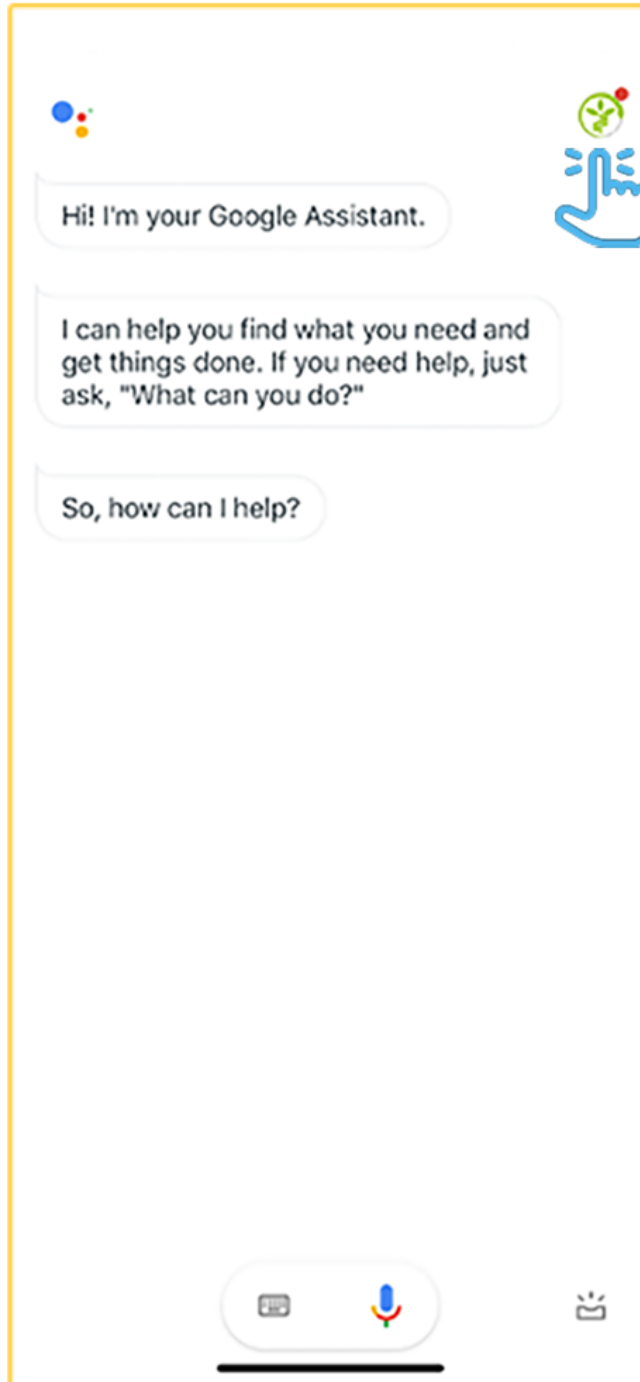 Hi! I'm your Google Assistant.
I can help you find what you need and
get things done. If you need help, just
ask, "What can you do?"
So, how can I help?